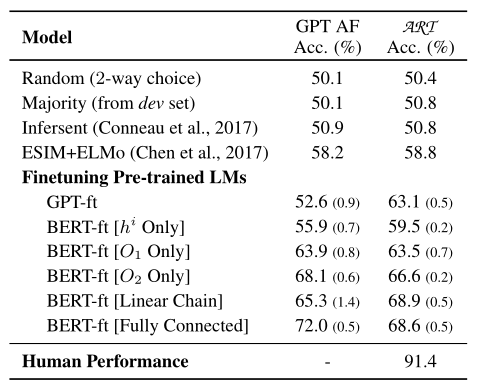 Model GPT AF Acc. (%) ART Acc. (%)
Random (2-way choice) 50.1 50.4
Majority (from dev set) 50.1 50.8
Infersent (Conneau et al., 2017) 50.9 50.8
ESIM+ELMo (Chen et al., 2017) 58.2 58.8
Finetuning Pre-trained LMs
GPT-ft 52.6 (0.9) 63.1 (0.5)
BERT-ft [hⁱ Only] 55.9 (0.7) 59.5 (0.2)
BERT-ft [O₁ Only] 63.9 (0.8) 63.5 (0.7)
BERT-ft [O₂ Only] 68.1 (0.6) 66.6 (0.2)
BERT-ft [Linear Chain] 65.3 (1.4) 68.9 (0.5)
BERT-ft [Fully Connected] 72.0 (0.5) 68.6 (0.5)
Human Performance - 91.4